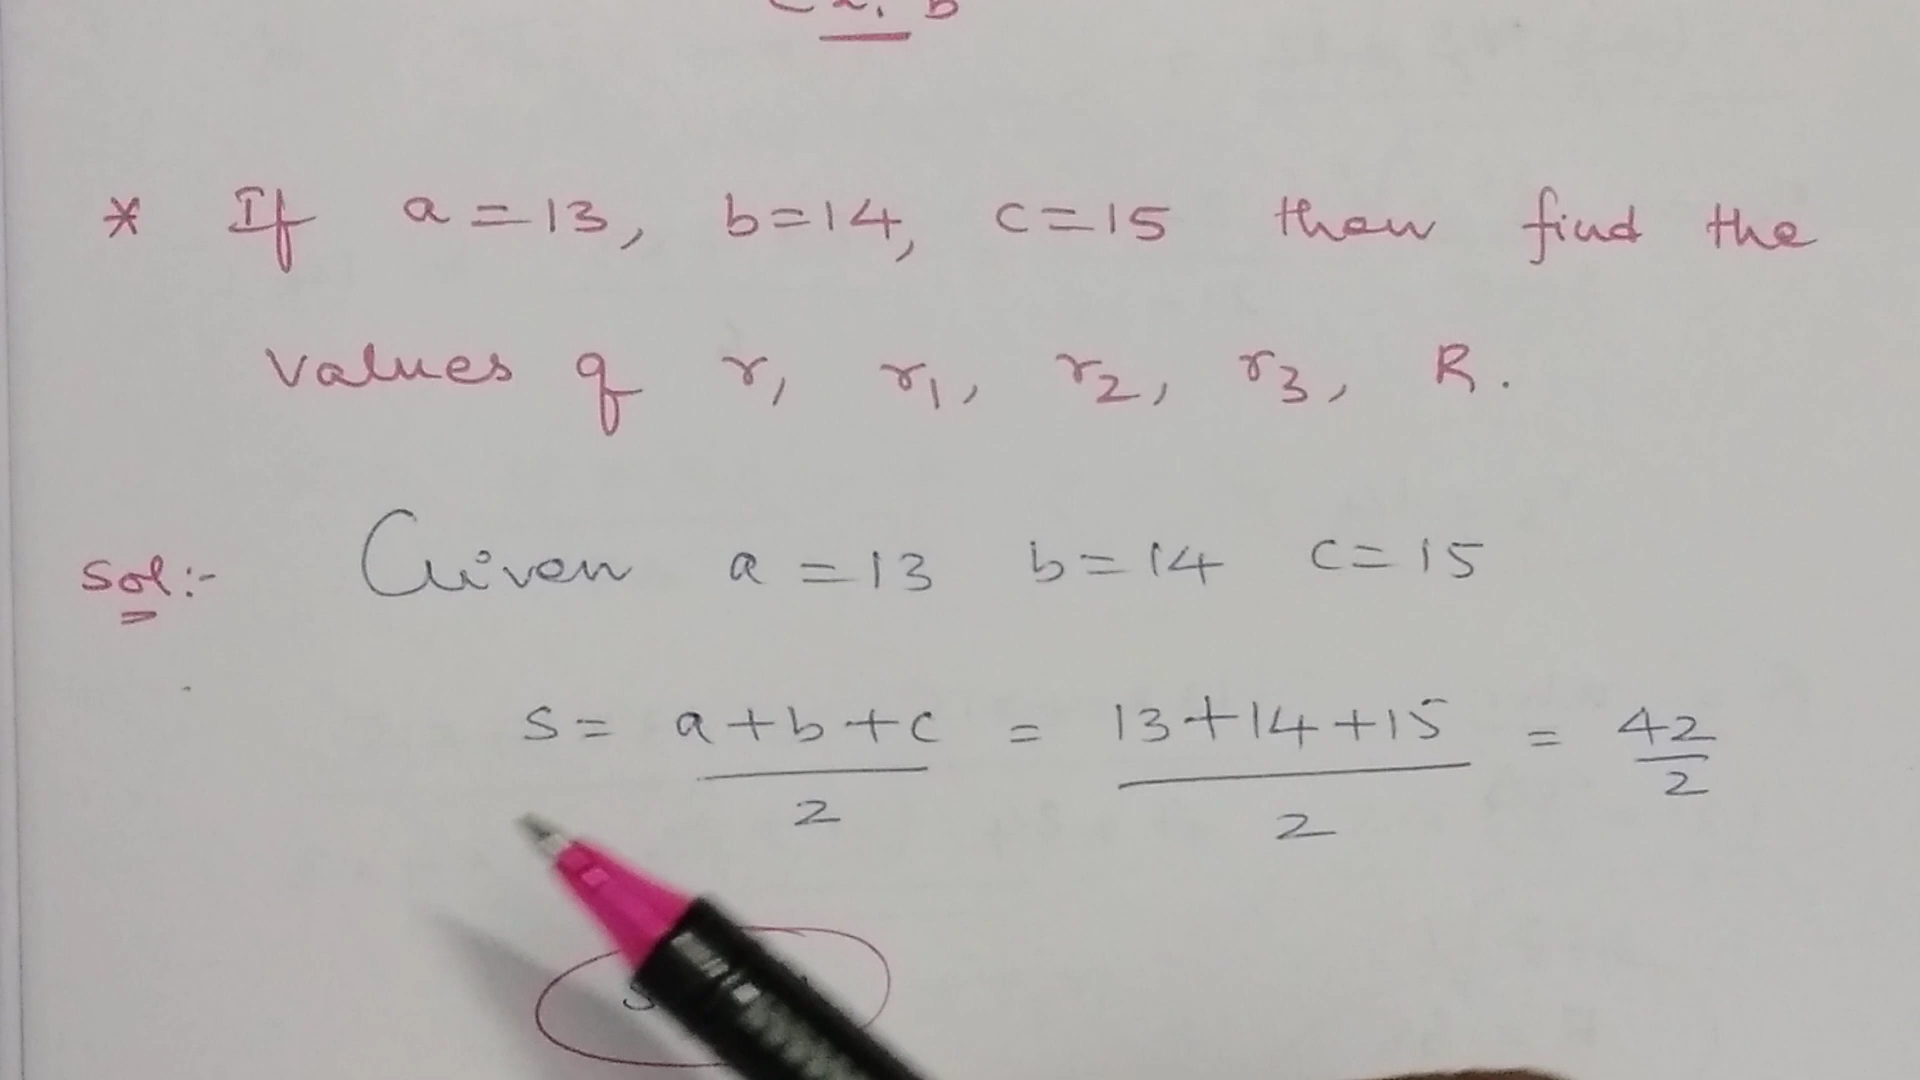 * If a = 13, b = 14, c = 15 then find the
values of r, r1, r2, r3, R.
Sol:- Given a = 13 b = 14 c = 15
s = a + b + c / 2 = 13 + 14 + 15 / 2 = 42 / 2
s